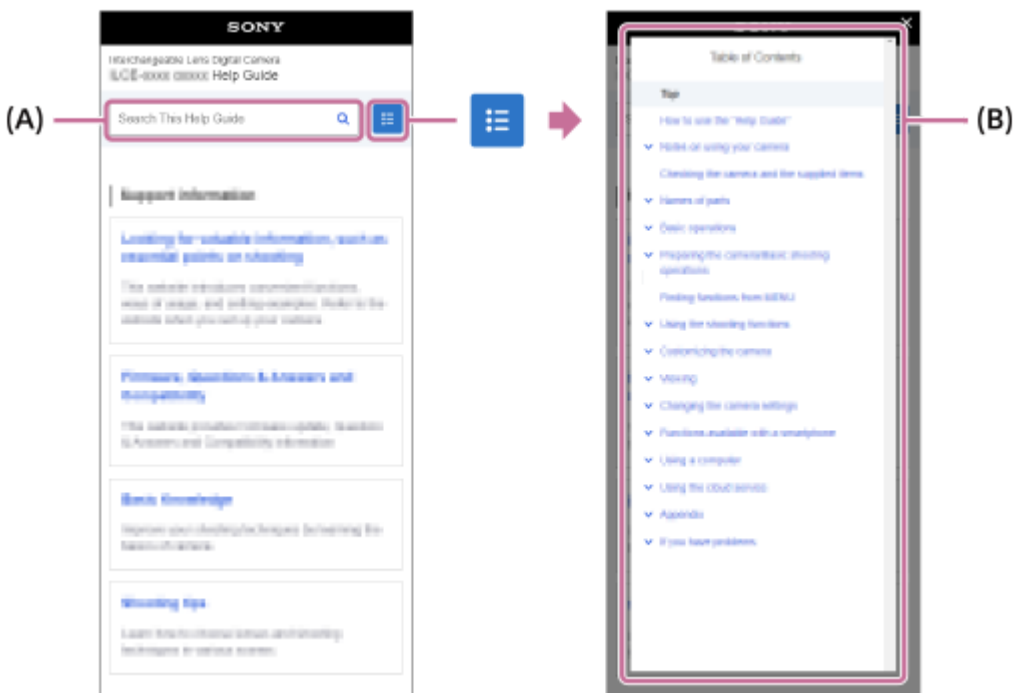 SONY
Interchangeable Lens Digital Camera
ILCE-xxxx Help Guide
(A)
Search This Help Guide
Support Information
Looking for valuable information, such as
essential points on shooting
This website introduces convenient functions,
ways of usage, and setting examples. Refer to the
website when you set up your camera.
Firmware, Questions & Answers and
Compatibility
This website provides Firmware update, Questions
& Answers and Compatibility information
Basic Knowledge
Improve your shooting techniques by learning the
basics of camera.
Shooting tips
Learn how to choose lenses and shooting
techniques in various scenes.
Table of Contents
Top
How to use the "Help Guide"
Notes on using your camera
Checking the camera and the supplied items
Names of parts
Basic operations
Preparing the camera/Basic shooting
operations
Finding functions from MENU
Using the shooting functions
Customizing the camera
Viewing
Changing the camera settings
Functions available with a smartphone
Using a computer
Using the cloud service
Appendix
If you have problems
(B)